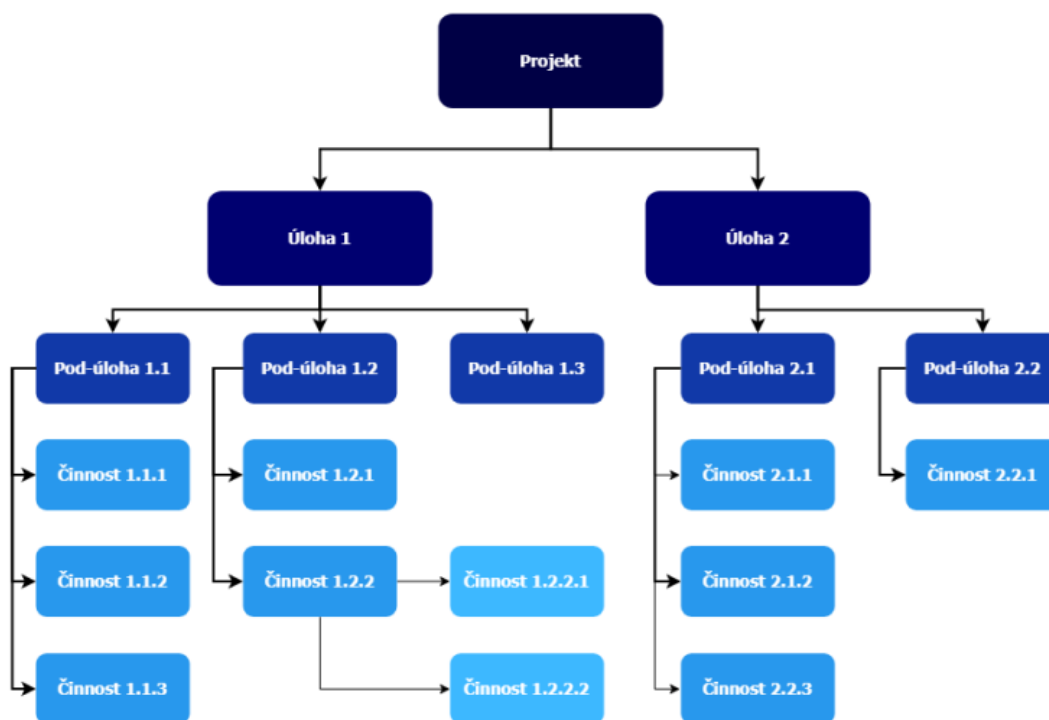 Projekt
Úloha 1
Úloha 2
Pod-úloha 1.1
Pod-úloha 1.2
Pod-úloha 1.3
Pod-úloha 2.1
Pod-úloha 2.2
Činnost 1.1.1
Činnost 1.2.1
Činnost 2.1.1
Činnost 2.2.1
Činnost 1.1.2
Činnost 1.2.2
Činnost 1.2.2.1
Činnost 2.1.2
Činnost 1.1.3
Činnost 1.2.2.2
Činnost 2.2.3